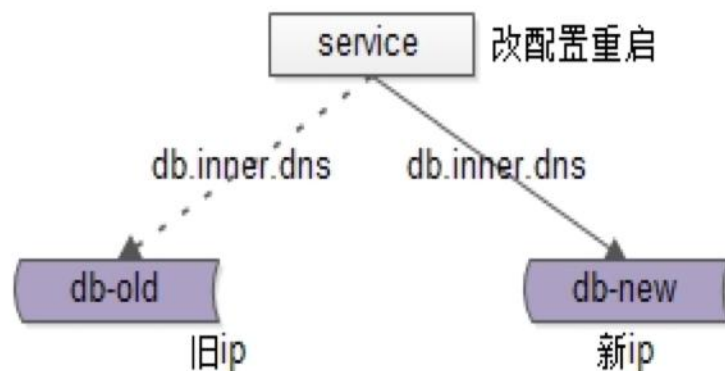 service 改配置重启
db.inner.dns db.inner.dns
db-old db-new
旧ip 新ip